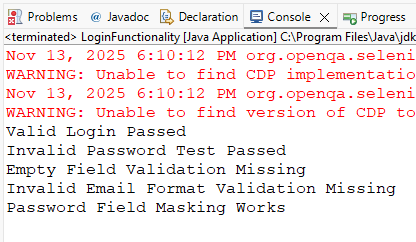 Problems @ Javadoc Declaration Console × Progress
<terminated> LoginFunctionality [Java Application] C:\Program Files\Java\jdk
Nov 13, 2025 6:10:12 PM org.openqa.seleni
WARNING: Unable to find CDP implementatio
Nov 13, 2025 6:10:12 PM org.openqa.seleni
WARNING: Unable to find version of CDP to
Valid Login Passed
Invalid Password Test Passed
Empty Field Validation Missing
Invalid Email Format Validation Missing
Password Field Masking Works